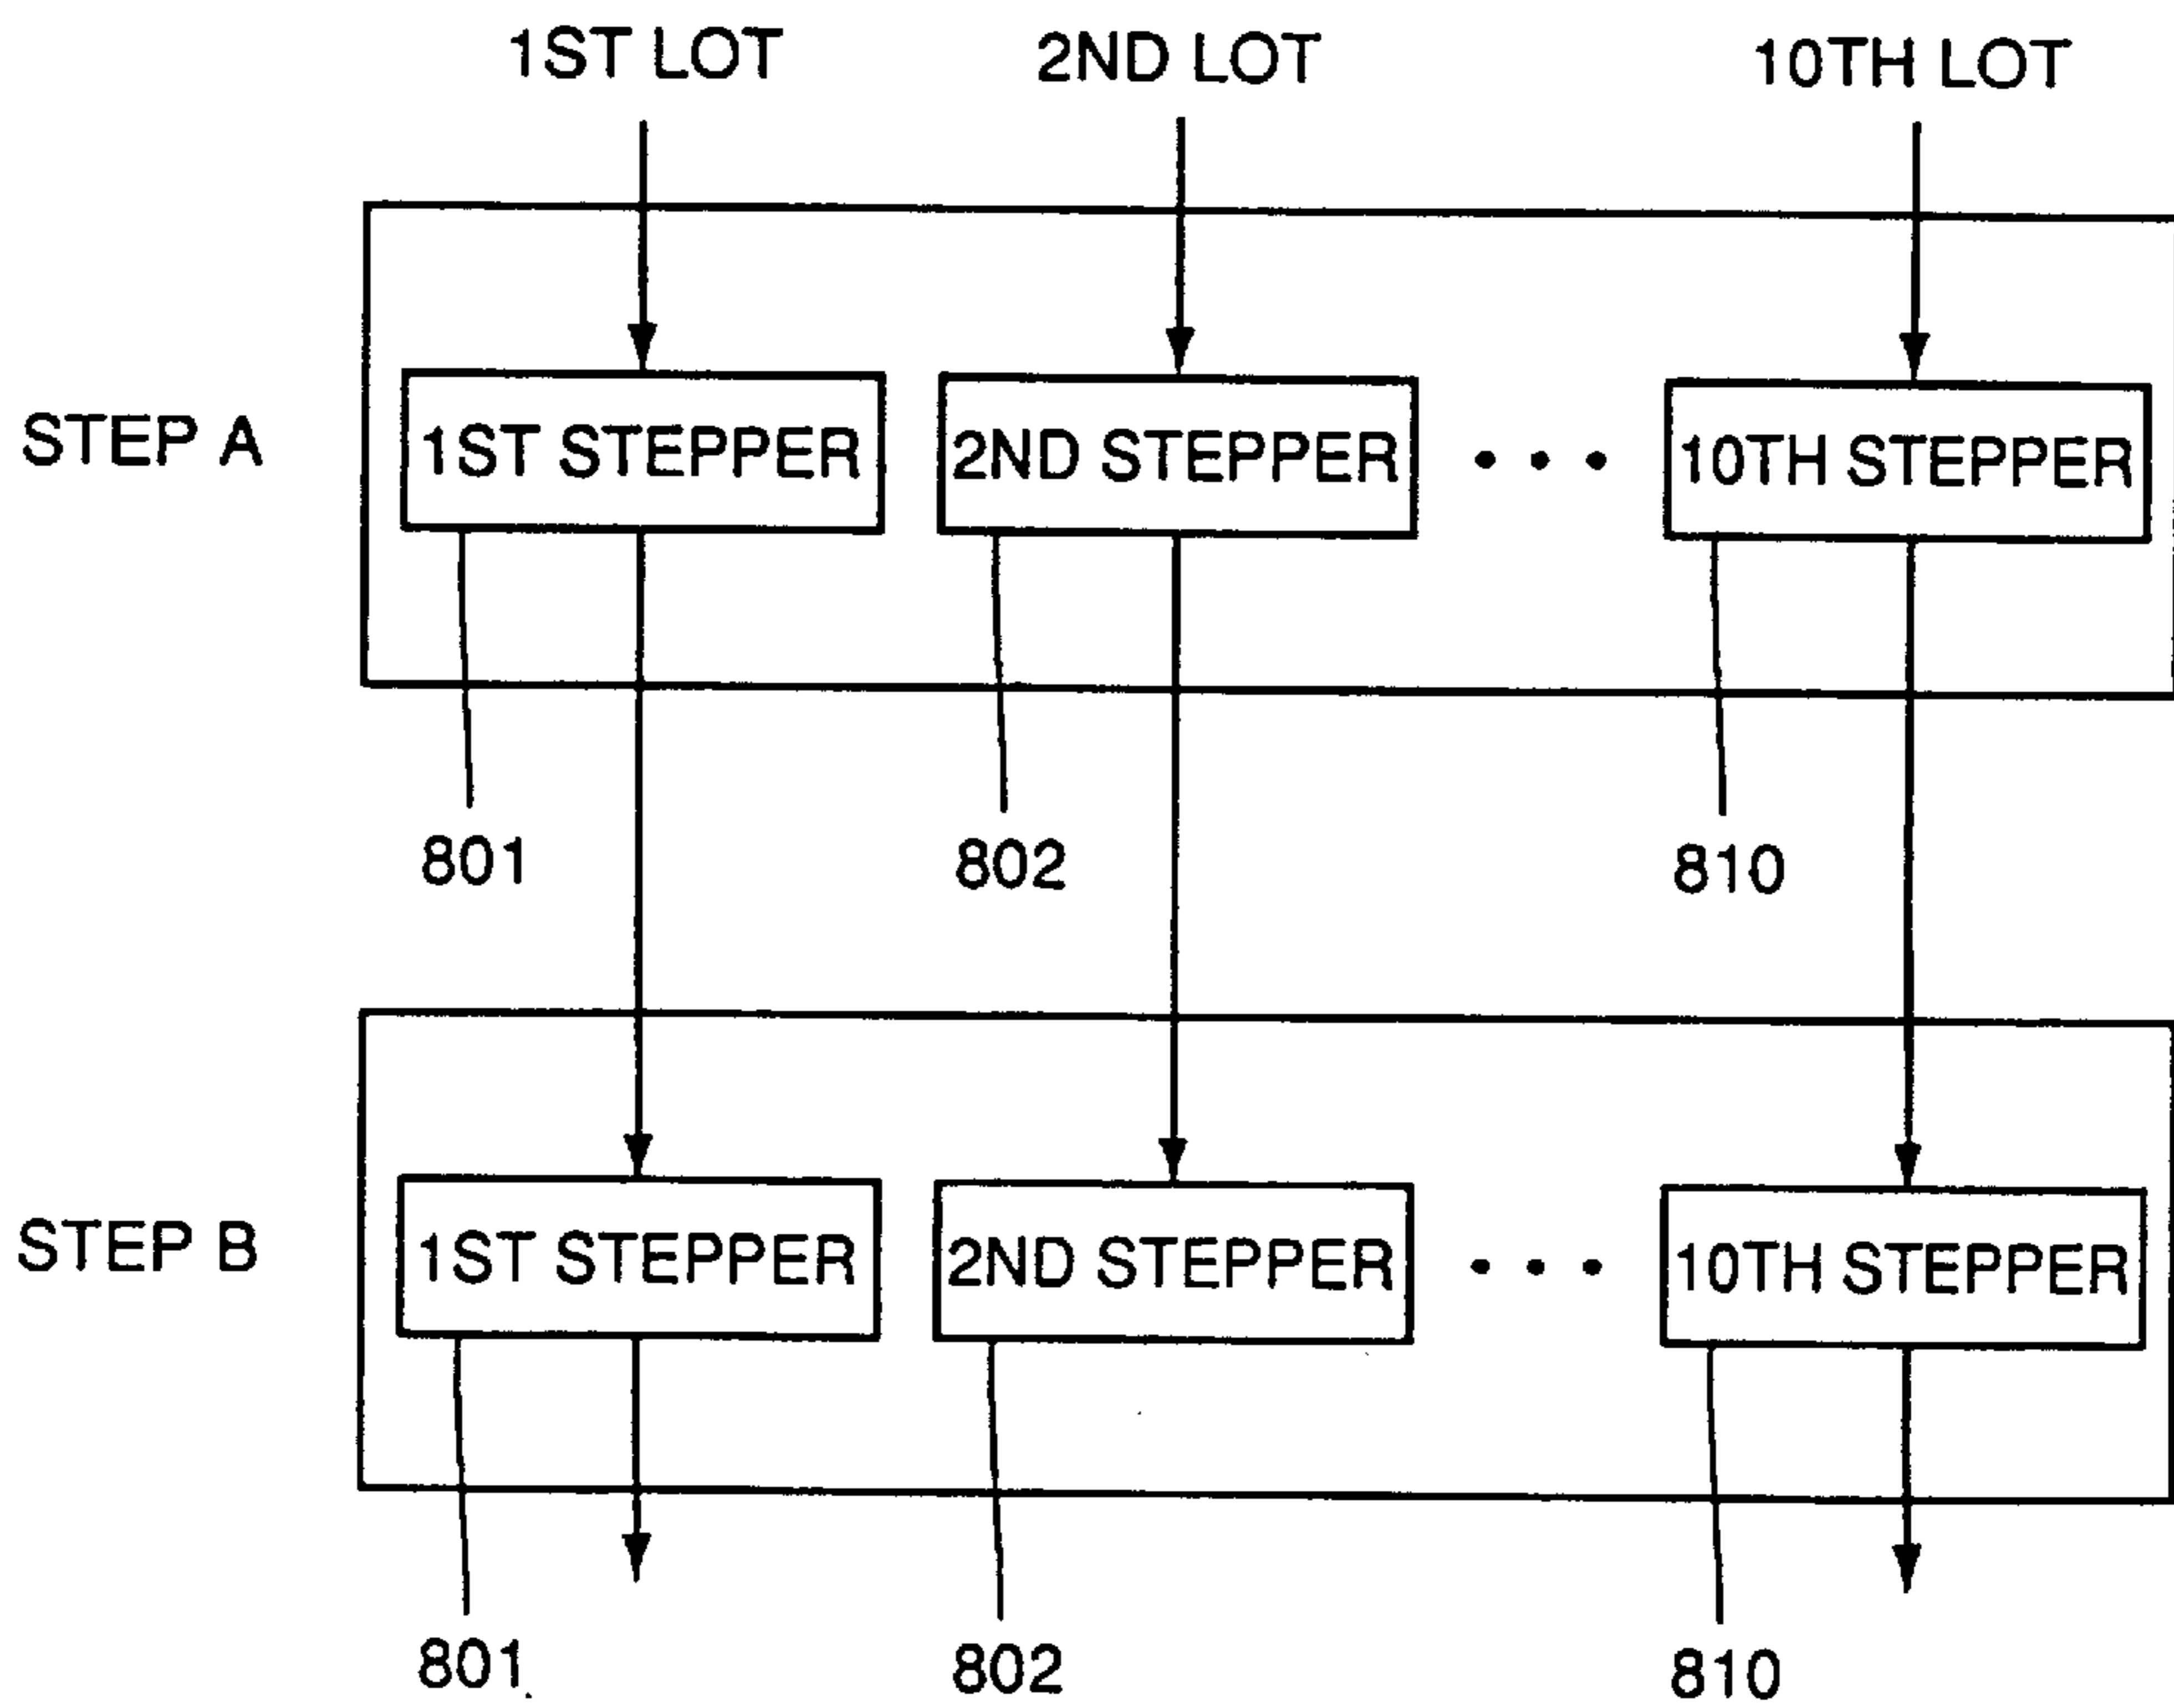 1ST LOT
2ND LOT
10TH LOT
STEP A
1ST STEPPER
2ND STEPPER
• • •
10TH STEPPER
801
802
810
STEP B
1ST STEPPER
2ND STEPPER
• • •
10TH STEPPER
801
802
810